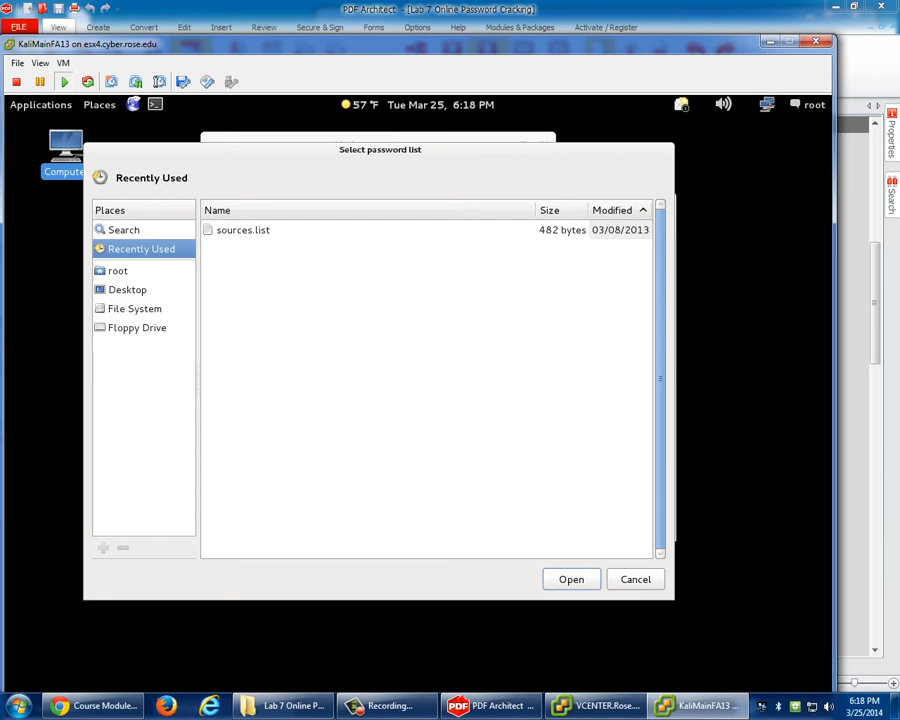 PDF Architect - [Lab 7 Online Password Cracking]
FILE View Create Convert Edit Insert Review Secure & Sign Forms Options Modules & Packages Activate / Register
KaliMainFA13 on esx4.cyber.rose.edu
File View VM
Applications Places 57 °F Tue Mar 25, 6:18 PM root
Properties
Search
Compute
Select password list
Recently Used
Places Name Size Modified
Search sources.list 482 bytes 03/08/2013
Recently Used
root
Desktop
File System
Floppy Drive
Open Cancel
Course Module... Lab 7 Online P... Recording... PDF Architect ... VCENTER.Rose.... KaliMainFA13 ... 6:18 PM
3/25/2014